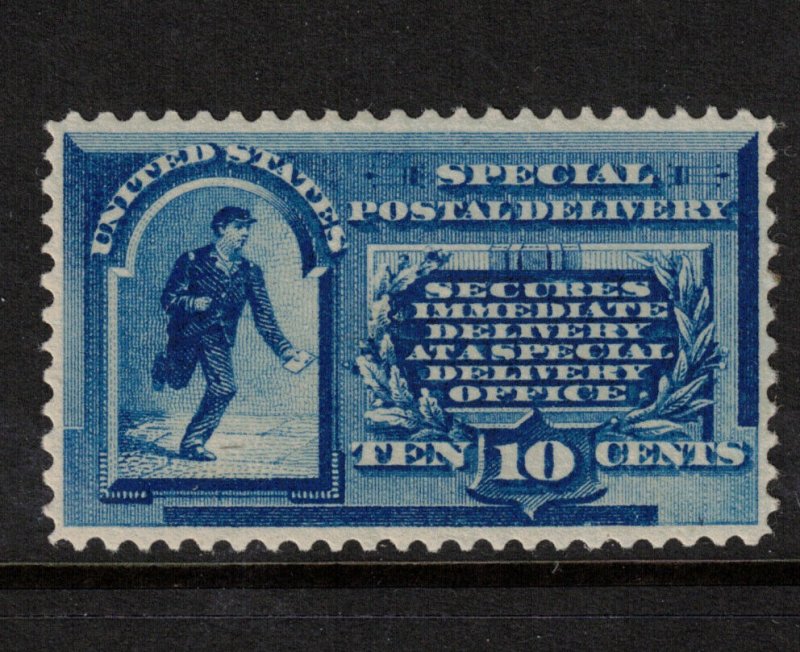 UNITED STATES
SPECIAL
POSTAL DELIVERY
SECURES
IMMEDIATE
DELIVERY
AT A SPECIAL
DELIVERY
OFFICE.
TEN 10 CENTS